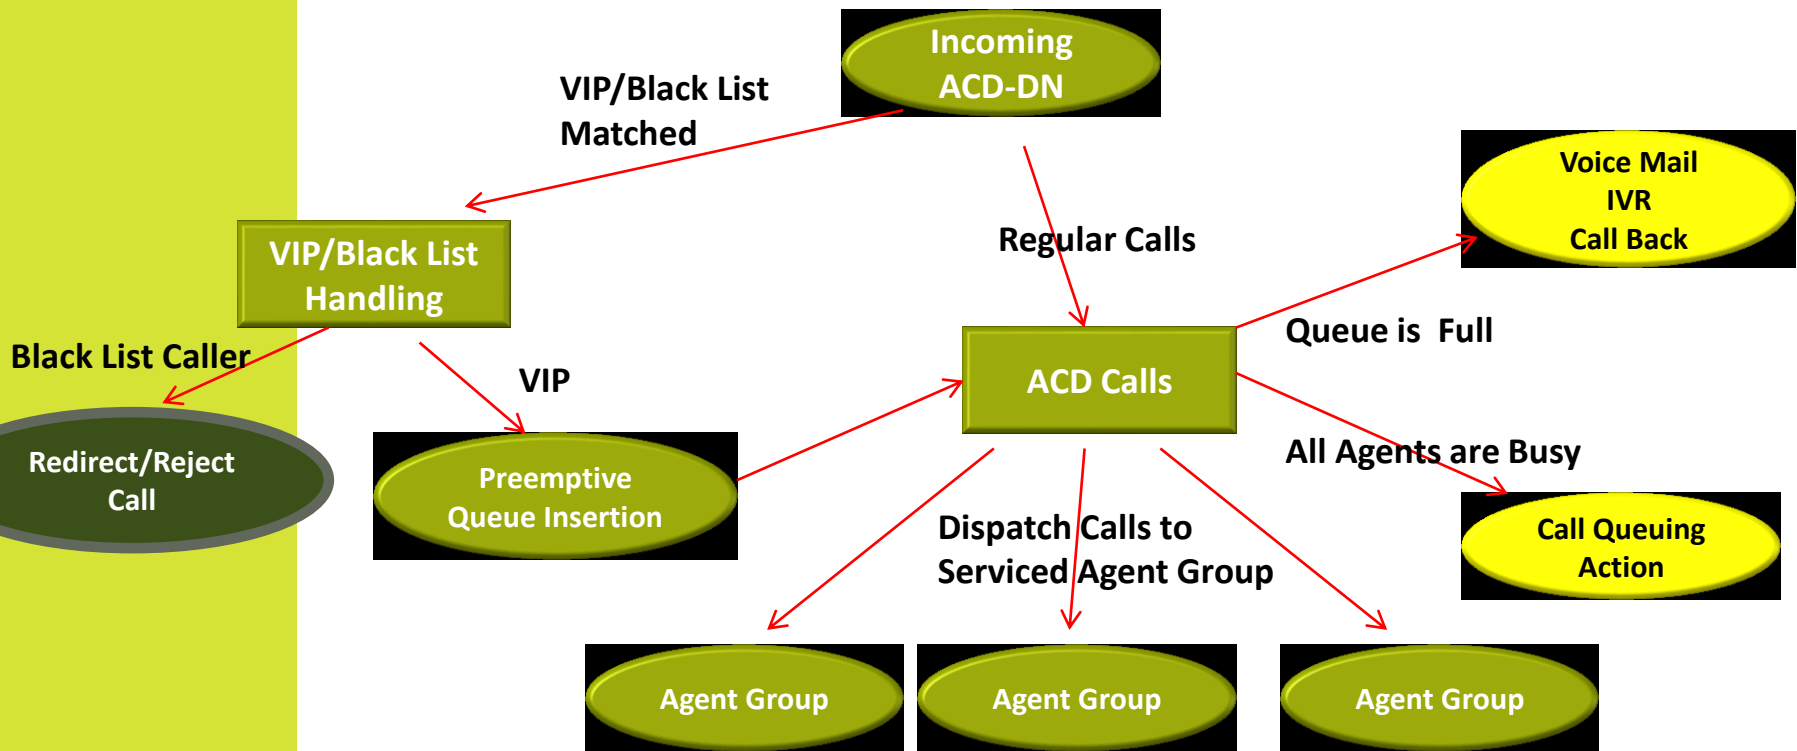 Incoming
ACD-DN
VIP/Black List
Matched
Voice Mail
IVR
Call Back
Regular Calls
VIP/Black List
Handling
Queue is  Full
Black List Caller
VIP
ACD Calls
All Agents are Busy
Redirect/Reject
Call
Preemptive
Queue Insertion
Dispatch Calls to
Serviced Agent Group
Call Queuing
Action
Agent Group
Agent Group
Agent Group